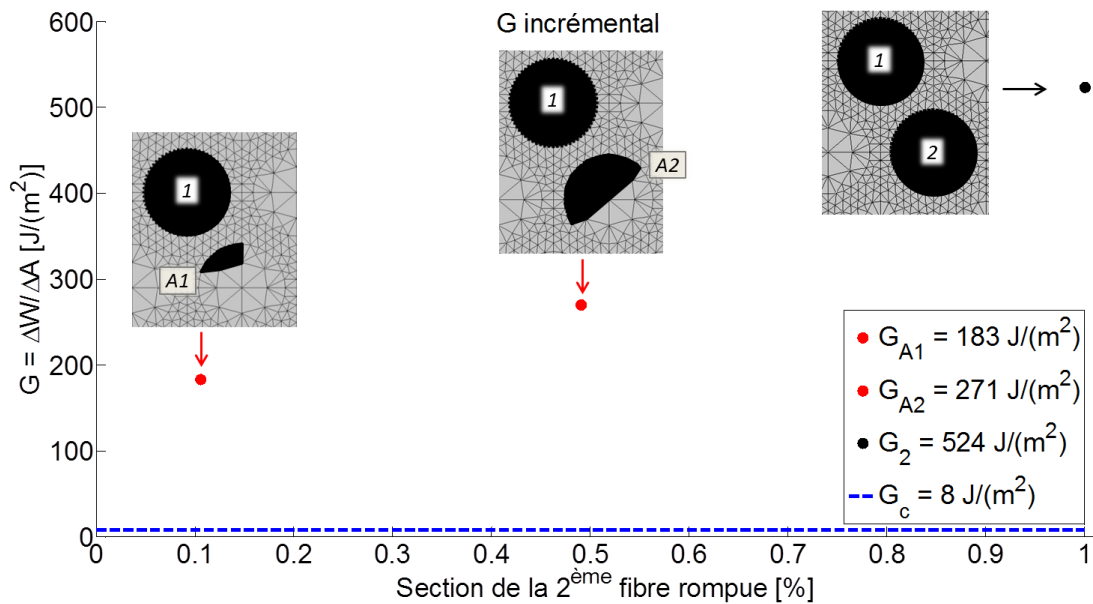 G incrémental
600
500
400
300
200
100
0
G = ΔW/ΔA [J/(m²)]
1
A1
1
A2
1
2
G_A1 = 183 J/(m²)
G_A2 = 271 J/(m²)
G_2 = 524 J/(m²)
G_c = 8 J/(m²)
0 0.1 0.2 0.3 0.4 0.5 0.6 0.7 0.8 0.9 1
Section de la 2ème fibre rompue [%]